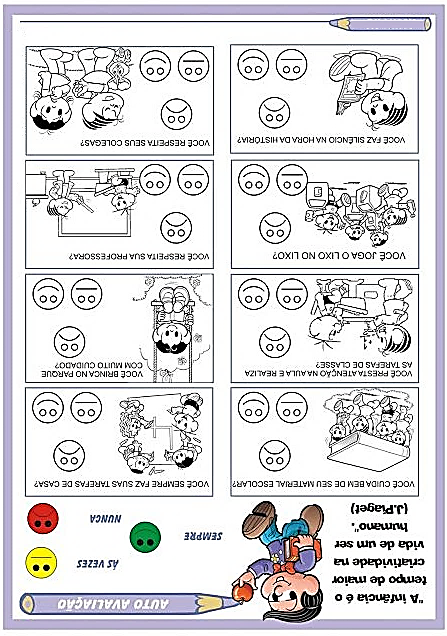 AUTO AVALIAÇÃO
"A infância é o
tempo de maior
criatividade na
vida de um ser
humano".
(J.Piaget)
ÀS VEZES
SEMPRE
NUNCA
VOCÊ CUIDA BEM DE SEU MATERIAL ESCOLAR?
VOCÊ SEMPRE FAZ SUAS TAREFAS DE CASA?
VOCÊ PRESTA ATENÇÃO NA AULA E REALIZA
AS TAREFAS DE CLASSE?
VOCÊ BRINCA NO PARQUE
COM MUITO CUIDADO?
VOCÊ JOGA O LIXO NO LIXO?
VOCÊ RESPEITA SUA PROFESSORA?
VOCÊ FAZ SILÊNCIO NA HORA DA HISTÓRIA?
VOCÊ RESPEITA SEUS COLEGAS?